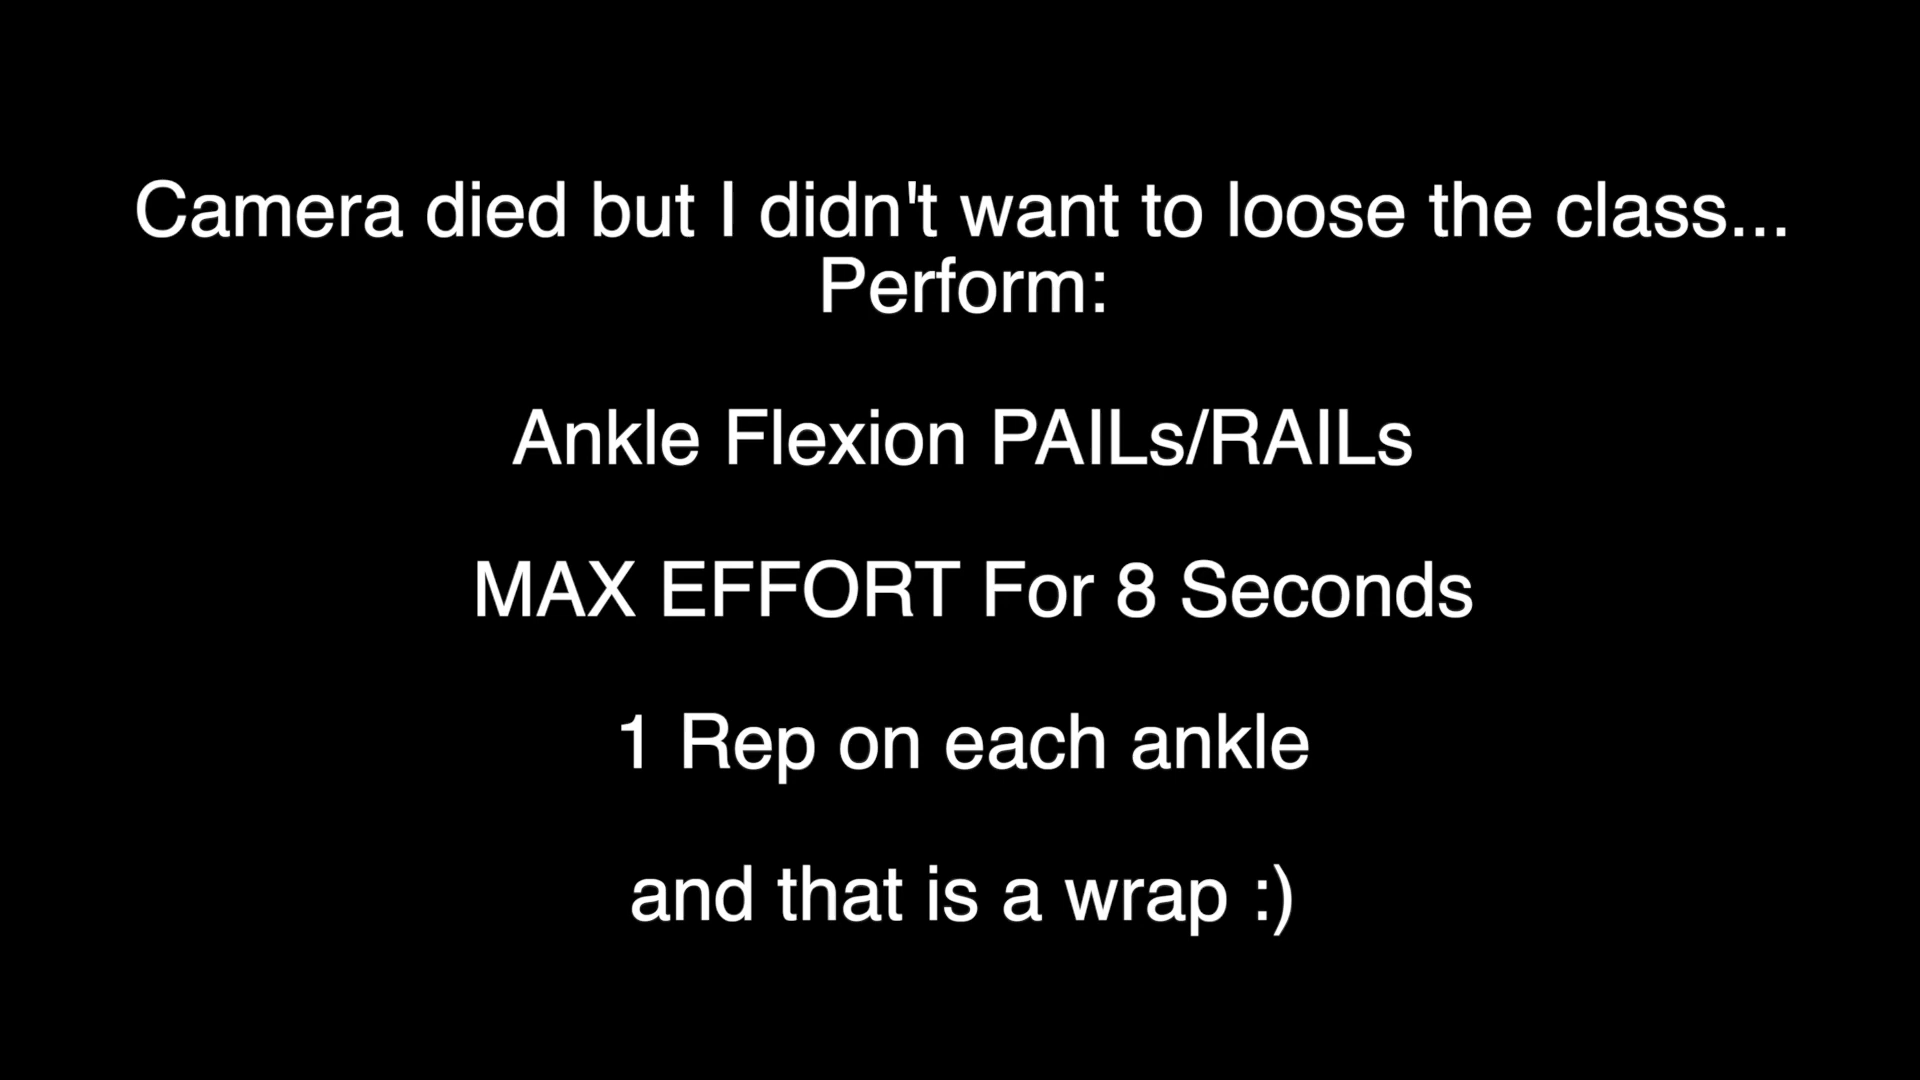 Camera died but I didn't want to loose the class...
Perform:
Ankle Flexion PAILs/RAILs
MAX EFFORT For 8 Seconds
1 Rep on each ankle
and that is a wrap :)